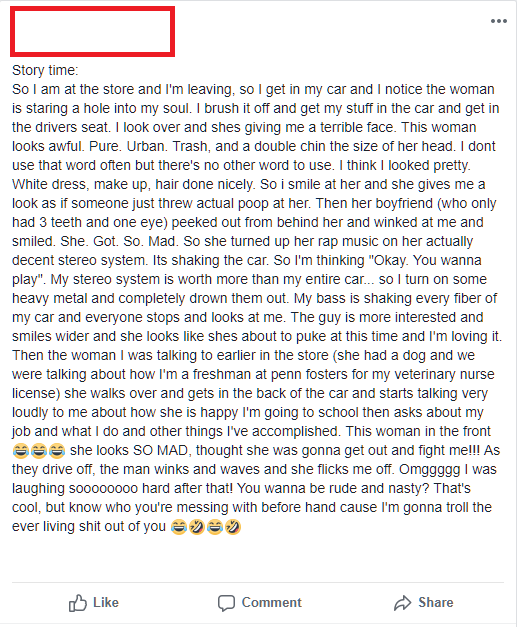 Story time:
So I am at the store and I'm leaving, so I get in my car and I notice the woman
is staring a hole into my soul. I brush it off and get my stuff in the car and get in
the drivers seat. I look over and shes giving me a terrible face. This woman
looks awful. Pure. Urban. Trash, and a double chin the size of her head. I dont
use that word often but there's no other word to use. I think I looked pretty.
White dress, make up, hair done nicely. So i smile at her and she gives me a
look as if someone just threw actual poop at her. Then her boyfriend (who only
had 3 teeth and one eye) peeked out from behind her and winked at me and
smiled. She. Got. So. Mad. So she turned up her rap music on her actually
decent stereo system. Its shaking the car. So I'm thinking "Okay. You wanna
play". My stereo system is worth more than my entire car... so I turn on some
heavy metal and completely drown them out. My bass is shaking every fiber of
my car and everyone stops and looks at me. The guy is more interested and
smiles wider and she looks like shes about to puke at this time and I'm loving it.
Then the woman I was talking to earlier in the store (she had a dog and we
were talking about how I'm a freshman at penn fosters for my veterinary nurse
license) she walks over and gets in the back of the car and starts talking very
loudly to me about how she is happy I'm going to school then asks about my
job and what I do and other things I've accomplished. This woman in the front
😂😂😂 she looks SO MAD, thought she was gonna get out and fight me!!! As
they drive off, the man winks and waves and she flicks me off. Omggggg I was
laughing soooooooo hard after that! You wanna be rude and nasty? That's
cool, but know who you're messing with before hand cause I'm gonna troll the
ever living shit out of you 😂🤣😂🤣
Like Comment Share